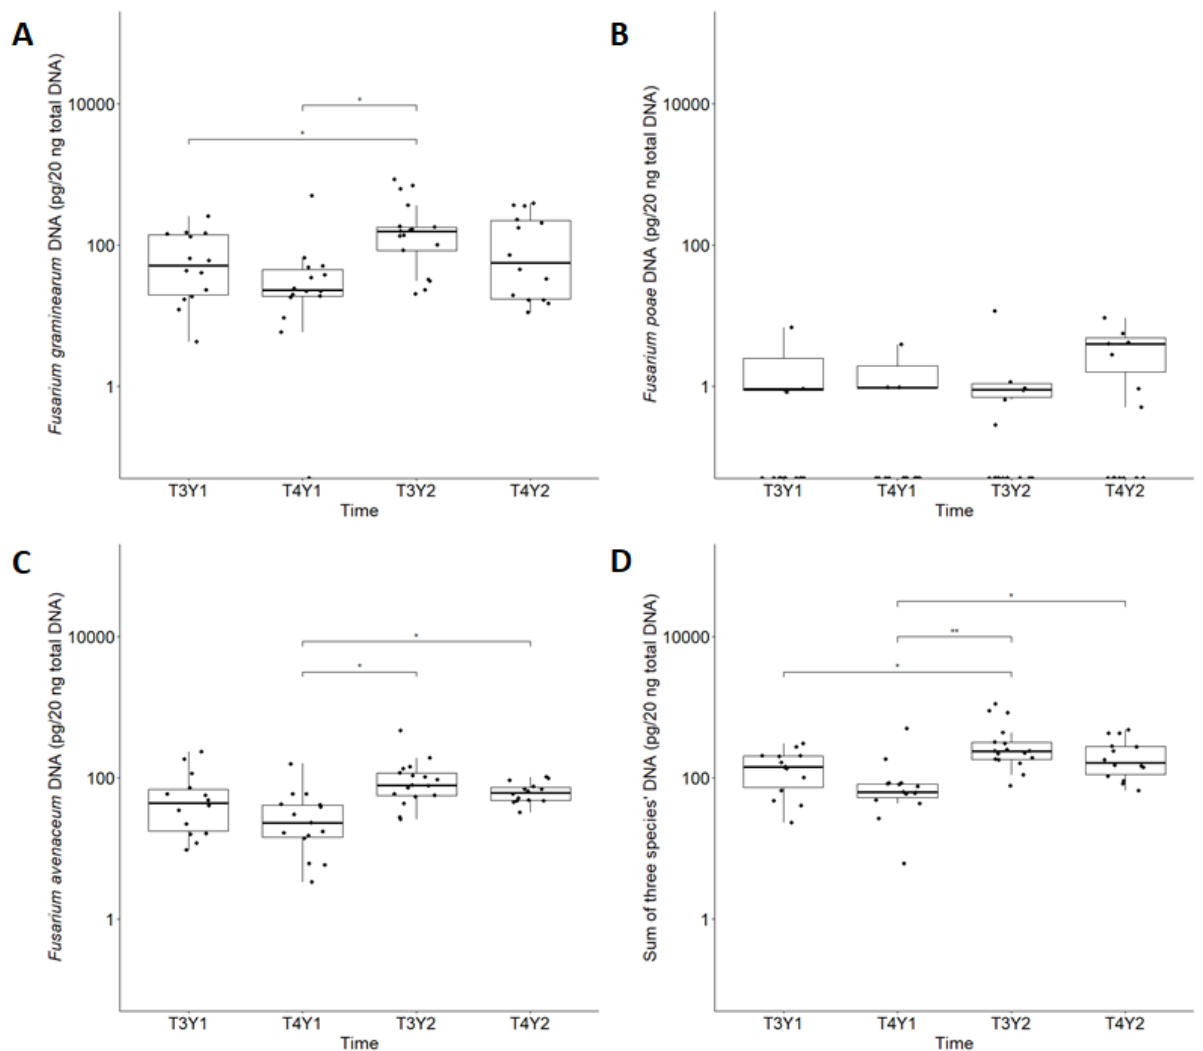 A
Fusarium graminearum DNA (pg/20 ng total DNA)
10000
100
1
*
*
T3Y1 T4Y1 T3Y2 T4Y2
Time
B
Fusarium poae DNA (pg/20 ng total DNA)
10000
100
1
T3Y1 T4Y1 T3Y2 T4Y2
Time
C
Fusarium avenaceum DNA (pg/20 ng total DNA)
10000
100
1
*
*
T3Y1 T4Y1 T3Y2 T4Y2
Time
D
Sum of three species' DNA (pg/20 ng total DNA)
10000
100
1
*
**
*
T3Y1 T4Y1 T3Y2 T4Y2
Time